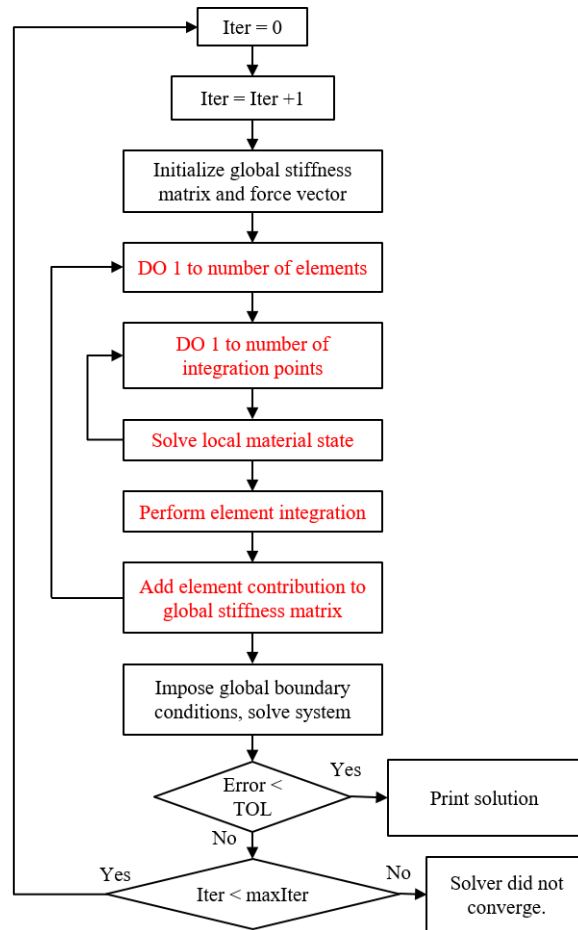 Iter = 0
Iter = Iter +1
Initialize global stiffness
matrix and force vector
DO 1 to number of elements
DO 1 to number of
integration points
Solve local material state
Perform element integration
Add element contribution to
global stiffness matrix
Impose global boundary
conditions, solve system
Error <
TOL
Yes
Print solution
No
Iter < maxIter
Yes
No
Solver did not
converge.